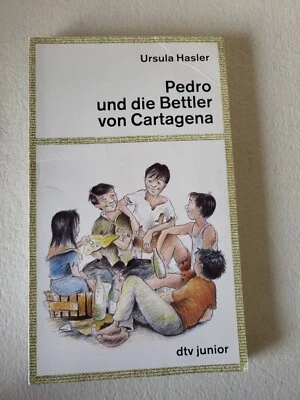 Ursula Hasler
Pedro
und die Bettler
von Cartagena
dtv junior